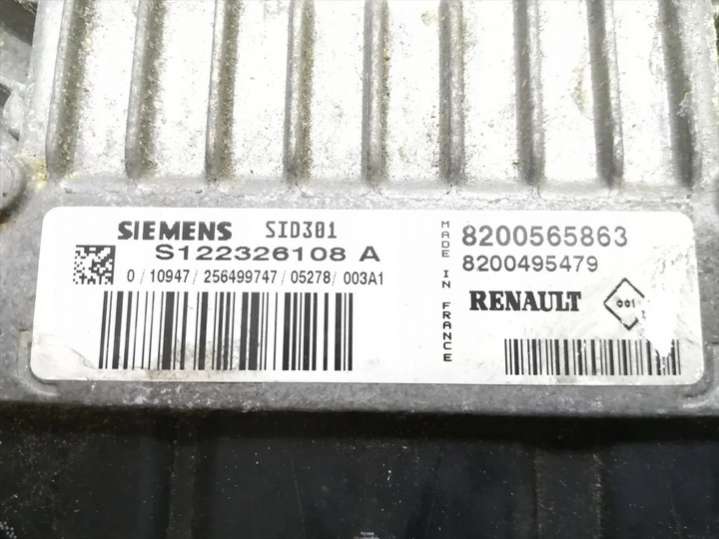 SIEMENS SID301
S122326108 A
0 / 10947 / 256499747 / 05278 / 003A1
MADE IN FRANCE
8200565863
8200495479
RENAULT
001